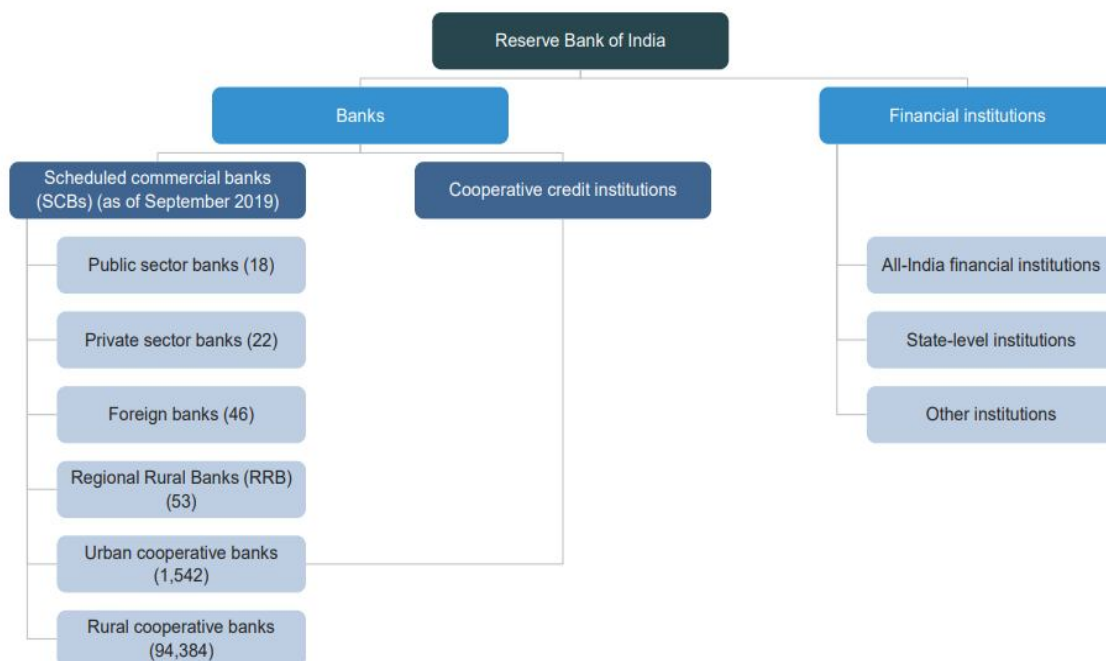 Reserve Bank of India
Banks
Financial institutions
Scheduled commercial banks
(SCBs) (as of September 2019)
Cooperative credit institutions
Public sector banks (18)
All-India financial institutions
Private sector banks (22)
State-level institutions
Foreign banks (46)
Other institutions
Regional Rural Banks (RRB)
(53)
Urban cooperative banks
(1,542)
Rural cooperative banks
(94,384)